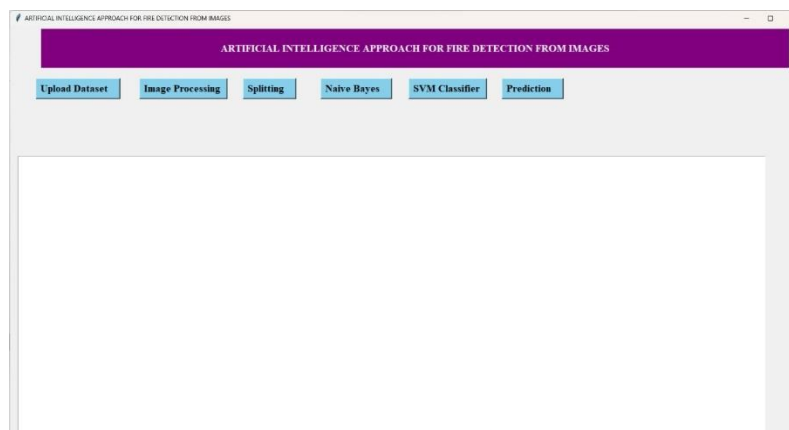 ARTIFICIAL INTELLIGENCE APPROACH FOR FIRE DETECTION FROM IMAGES
ARTIFICIAL INTELLIGENCE APPROACH FOR FIRE DETECTION FROM IMAGES
Upload Dataset Image Processing Splitting Naive Bayes SVM Classifier Prediction